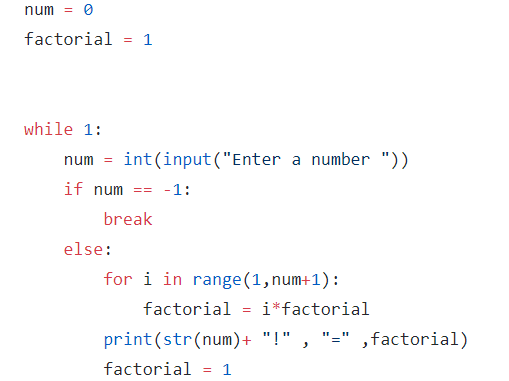 num = 0
factorial = 1
while 1:
    num = int(input("Enter a number "))
    if num == -1:
        break
    else:
        for i in range(1,num+1):
            factorial = i*factorial
        print(str(num)+ "!" , "=" ,factorial)
        factorial = 1